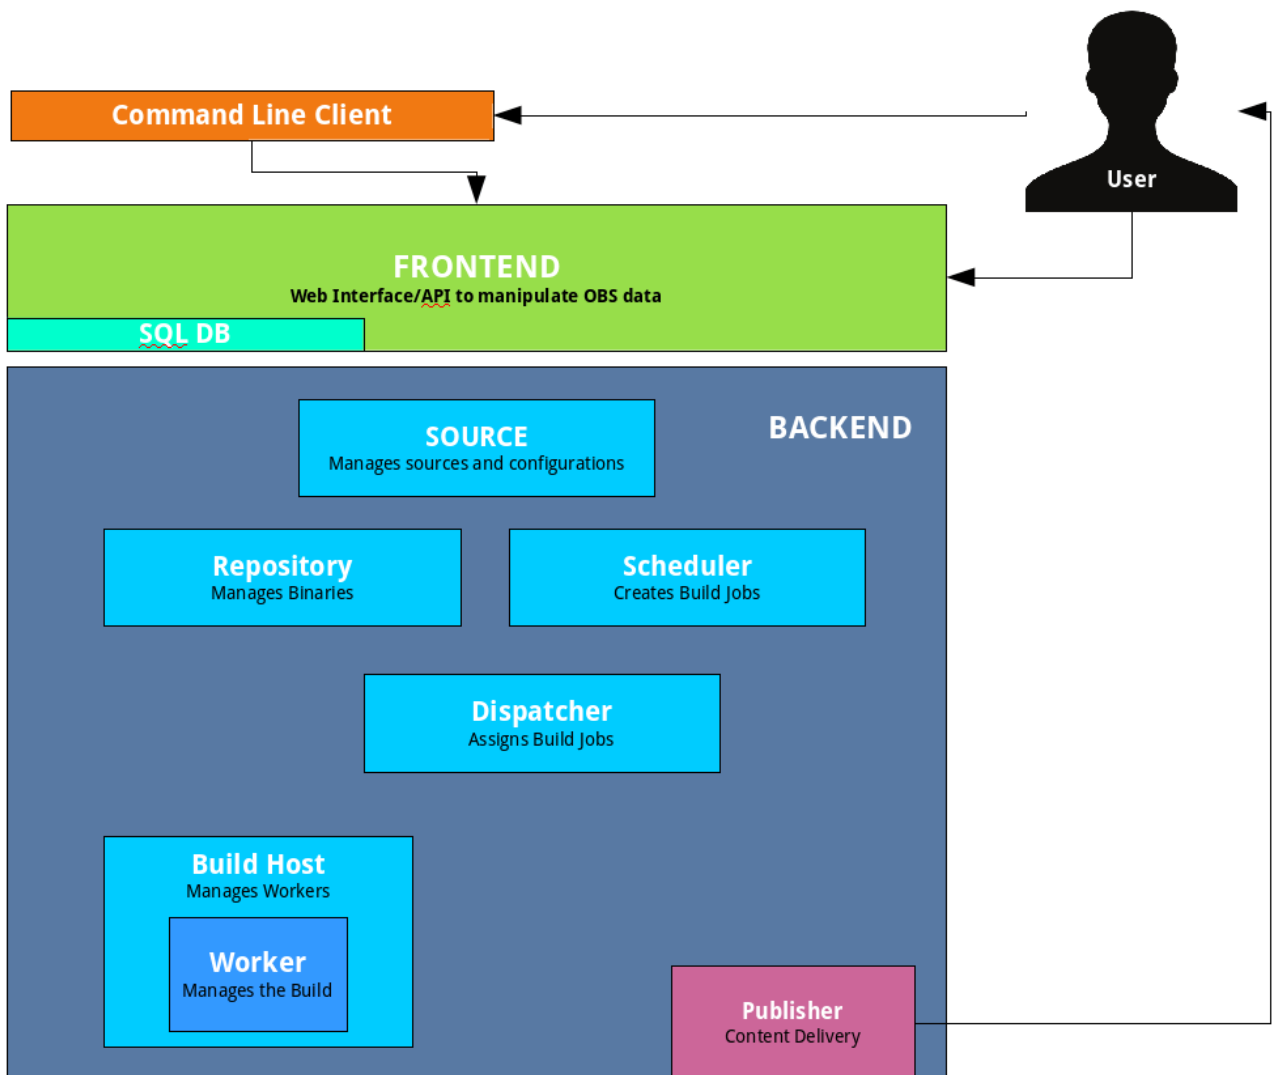 Command Line Client
User
FRONTEND
Web Interface/API to manipulate OBS data
SQL DB
BACKEND
SOURCE
Manages sources and configurations
Repository
Manages Binaries
Scheduler
Creates Build Jobs
Dispatcher
Assigns Build Jobs
Build Host
Manages Workers
Worker
Manages the Build
Publisher
Content Delivery